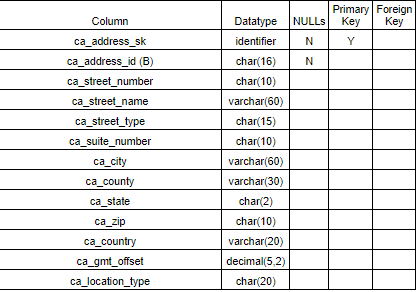 Column Datatype NULLs Primary Key Foreign Key
ca_address_sk identifier N Y
ca_address_id (B) char(16) N
ca_street_number char(10)
ca_street_name varchar(60)
ca_street_type char(15)
ca_suite_number char(10)
ca_city varchar(60)
ca_county varchar(30)
ca_state char(2)
ca_zip char(10)
ca_country varchar(20)
ca_gmt_offset decimal(5,2)
ca_location_type char(20)